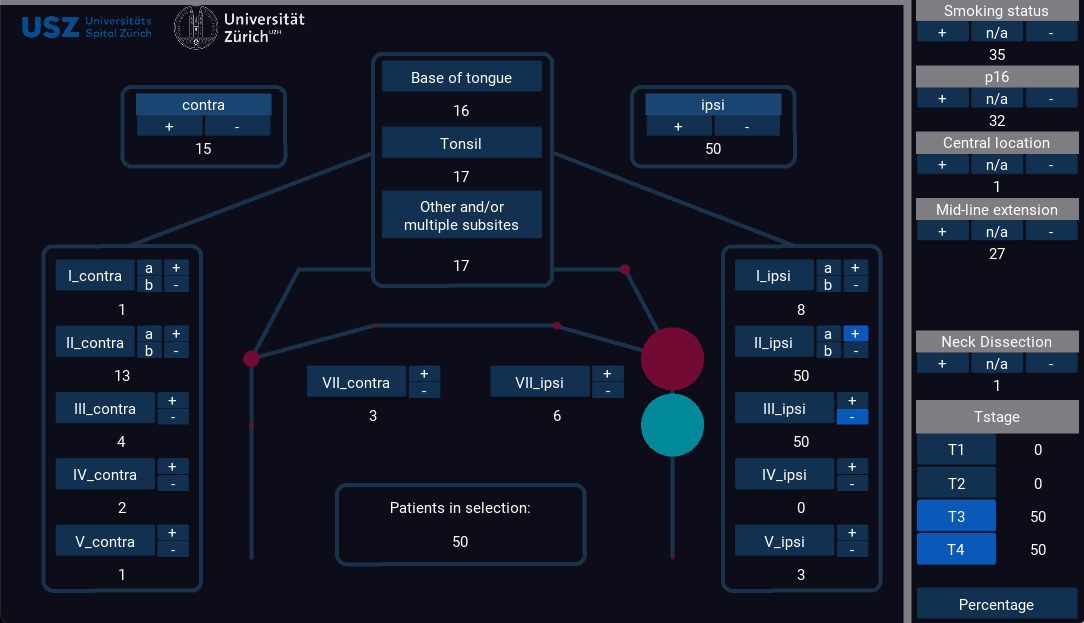 USZ Universitäts
Spital Zürich
Universität
Zürich UZH
contra
+ -
15
Base of tongue
16
Tonsil
17
Other and/or
multiple subsites
17
ipsi
+ -
50
I_contra a +
b -
1
II_contra a +
b -
13
III_contra +
-
4
IV_contra +
-
2
V_contra +
-
1
VII_contra +
-
3
VII_ipsi +
-
6
Patients in selection:
50
I_ipsi a +
b -
8
II_ipsi a +
b -
50
III_ipsi +
-
50
IV_ipsi +
-
0
V_ipsi +
-
3
Smoking status
+ n/a -
35
p16
+ n/a -
32
Central location
+ n/a -
1
Mid-line extension
+ n/a -
27
Neck Dissection
+ n/a -
1
Tstage
T1 0
T2 0
T3 50
T4 50
Percentage